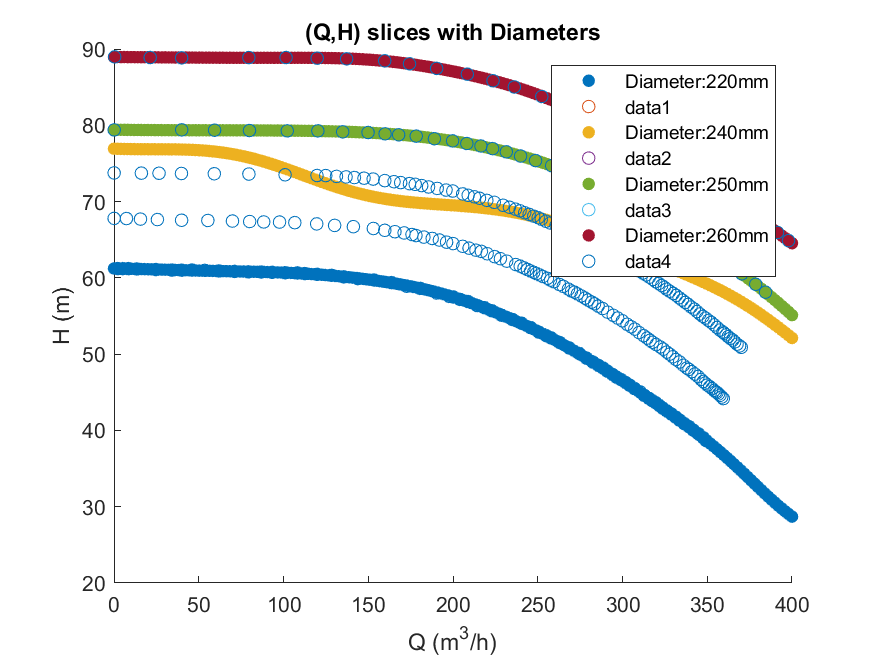 (Q,H) slices with Diameters
90
80
70
60
50
40
30
20
H (m)
Diameter:220mm
data1
Diameter:240mm
data2
Diameter:250mm
data3
Diameter:260mm
data4
0 50 100 150 200 250 300 350 400
Q (m³/h)